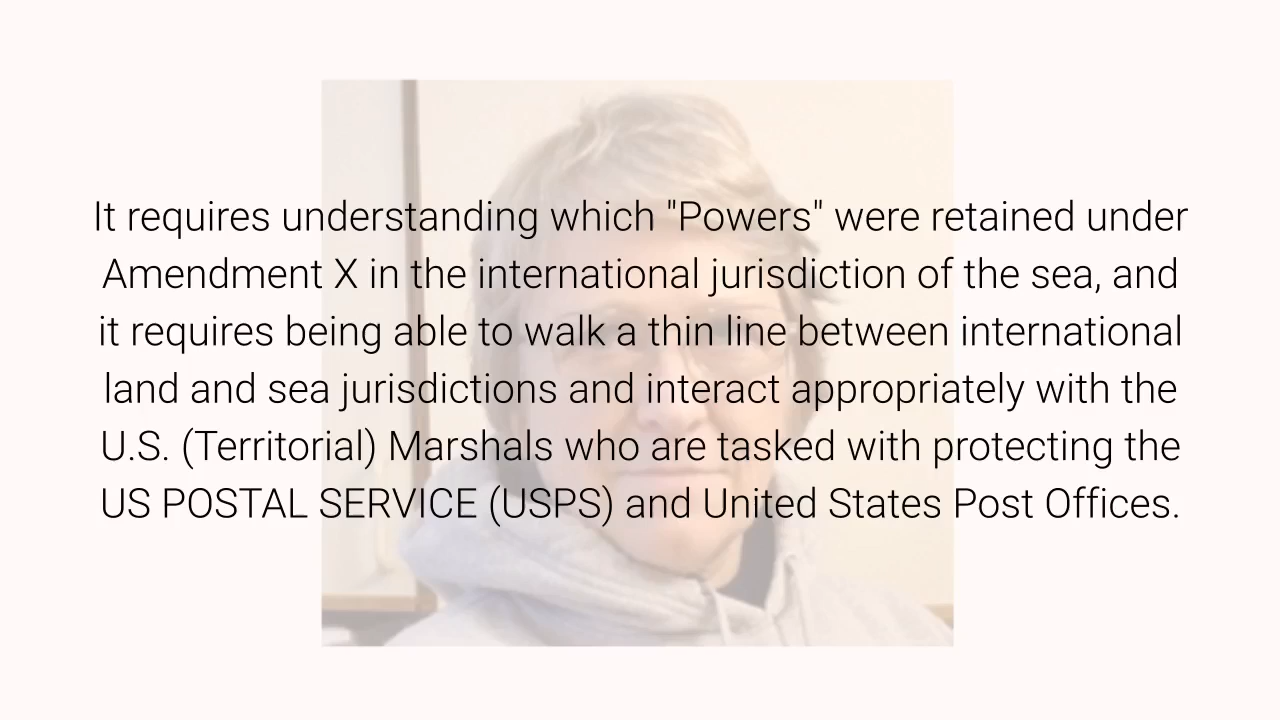 It requires understanding which "Powers" were retained under
Amendment X in the international jurisdiction of the sea, and
it requires being able to walk a thin line between international
land and sea jurisdictions and interact appropriately with the
U.S. (Territorial) Marshals who are tasked with protecting the
US POSTAL SERVICE (USPS) and United States Post Offices.